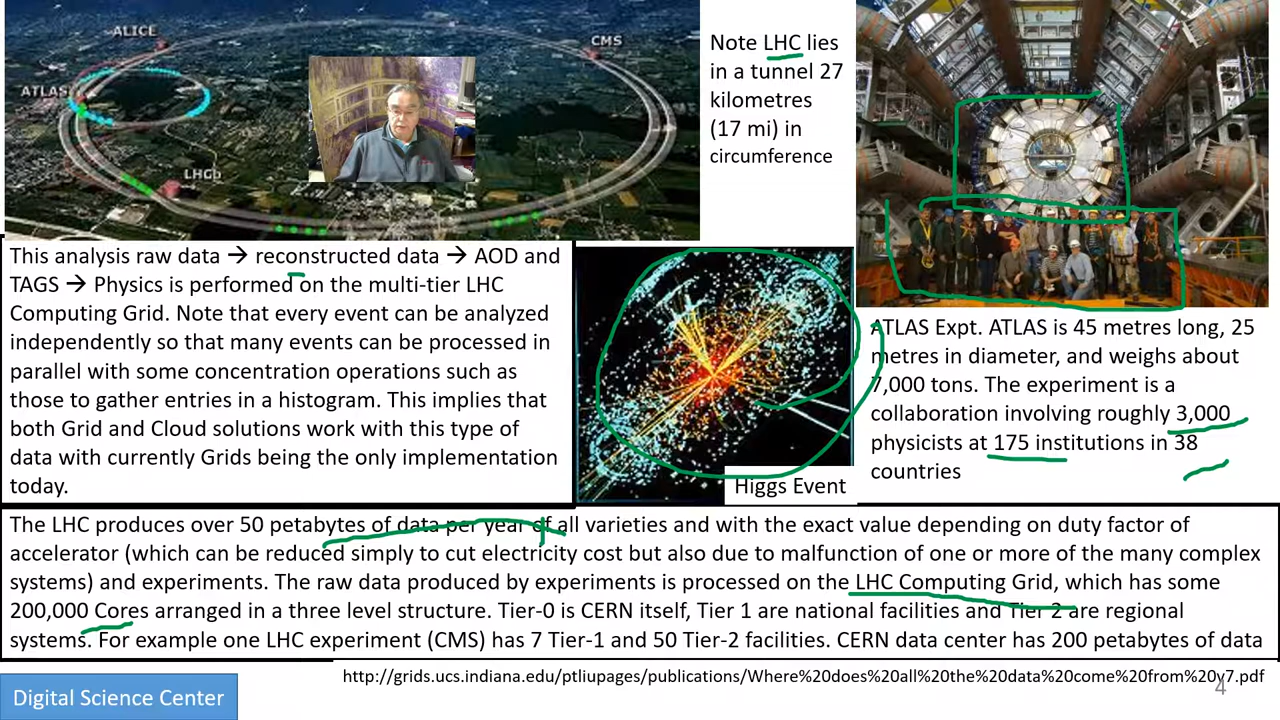 ALICE
CMS
ATLAS
LHCb
Note LHC lies
in a tunnel 27
kilometres
(17 mi) in
circumference
This analysis raw data → reconstructed data → AOD and
TAGS → Physics is performed on the multi-tier LHC
Computing Grid. Note that every event can be analyzed
independently so that many events can be processed in
parallel with some concentration operations such as
those to gather entries in a histogram. This implies that
both Grid and Cloud solutions work with this type of
data with currently Grids being the only implementation
today.
Higgs Event
ATLAS Expt. ATLAS is 45 metres long, 25
metres in diameter, and weighs about
7,000 tons. The experiment is a
collaboration involving roughly 3,000
physicists at 175 institutions in 38
countries
The LHC produces over 50 petabytes of data per year of all varieties and with the exact value depending on duty factor of
accelerator (which can be reduced simply to cut electricity cost but also due to malfunction of one or more of the many complex
systems) and experiments. The raw data produced by experiments is processed on the LHC Computing Grid, which has some
200,000 Cores arranged in a three level structure. Tier-0 is CERN itself, Tier 1 are national facilities and Tier 2 are regional
systems. For example one LHC experiment (CMS) has 7 Tier-1 and 50 Tier-2 facilities. CERN data center has 200 petabytes of data
http://grids.ucs.indiana.edu/ptliupages/publications/Where%20does%20all%20the%20data%20come%20from%20v7.pdf
4
Digital Science Center